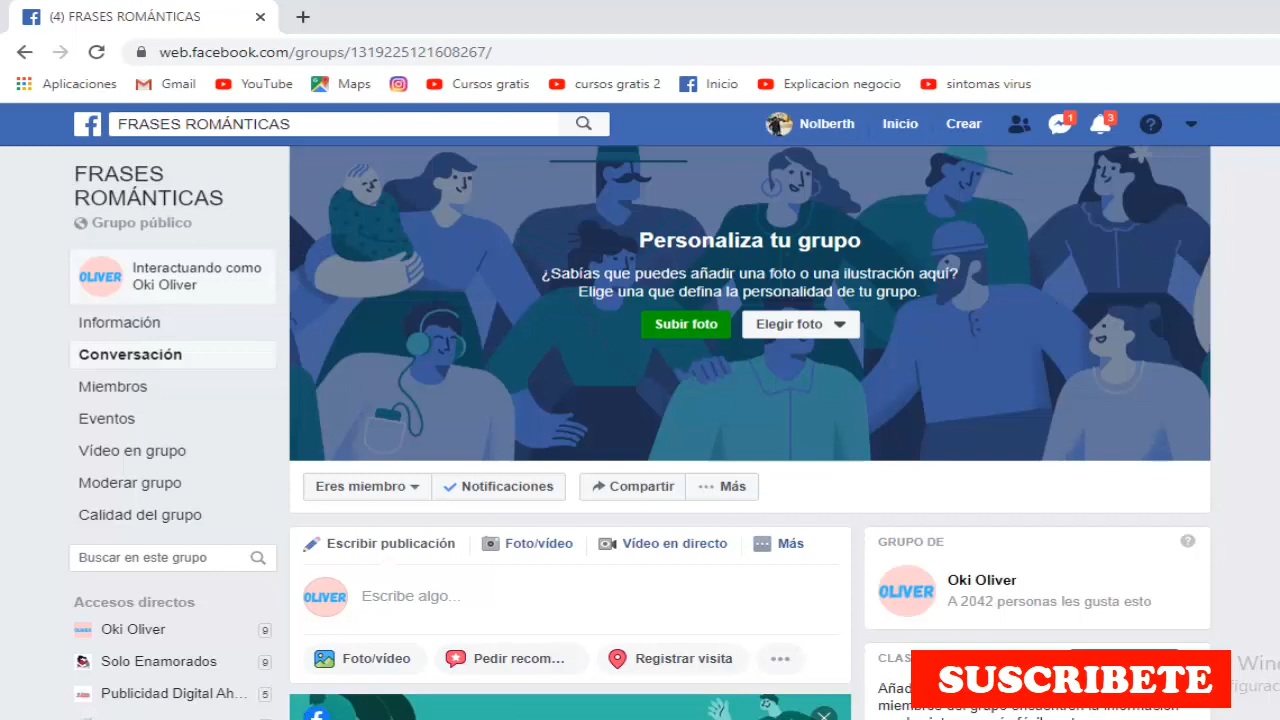 (4) FRASES ROMÁNTICAS
web.facebook.com/groups/1319225121608267/
Aplicaciones Gmail YouTube Maps Cursos gratis cursos gratis 2 Inicio Explicacion negocio sintomas virus
FRASES ROMÁNTICAS
Nolberth Inicio Crear 1 3
FRASES
ROMÁNTICAS
Grupo público
OLIVER
Interactuando como
Oki Oliver
Información
Conversación
Miembros
Eventos
Vídeo en grupo
Moderar grupo
Calidad del grupo
Buscar en este grupo
Accesos directos
Oki Oliver 9
Solo Enamorados 9
Publicidad Digital Ah... 5
Personaliza tu grupo
¿Sabías que puedes añadir una foto o una ilustración aquí?
Elige una que defina la personalidad de tu grupo.
Subir foto Elegir foto
Eres miembro Notificaciones Compartir Más
Escribir publicación Foto/vídeo Vídeo en directo Más
OLIVER Escribe algo...
Foto/vídeo Pedir recom... Registrar visita
GRUPO DE
OLIVER
Oki Oliver
A 2042 personas les gusta esto
SUSCRIBETE